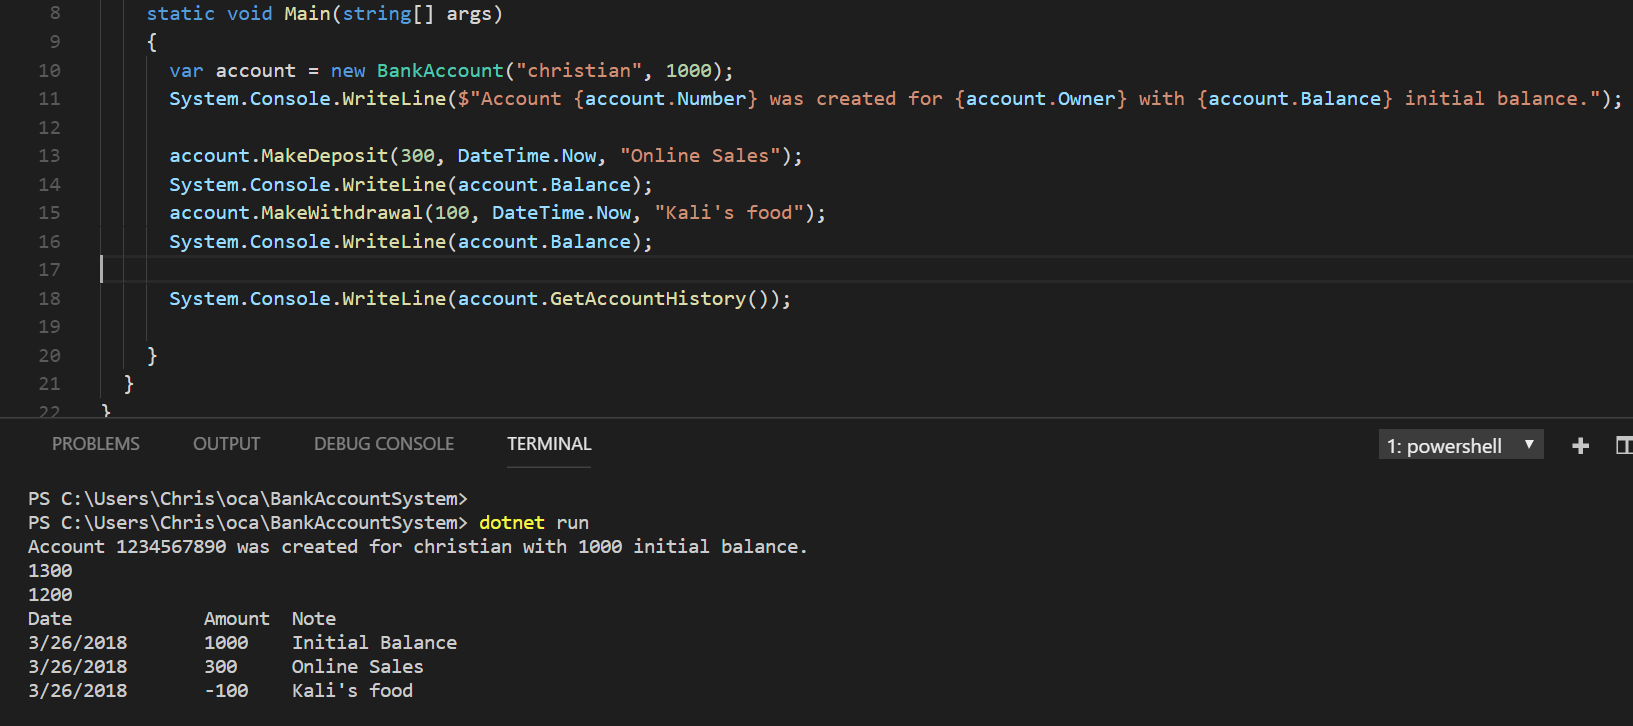 8 static void Main(string[] args)
9 {
10 var account = new BankAccount("christian", 1000);
11 System.Console.WriteLine($"Account {account.Number} was created for {account.Owner} with {account.Balance} initial balance.");
12
13 account.MakeDeposit(300, DateTime.Now, "Online Sales");
14 System.Console.WriteLine(account.Balance);
15 account.MakeWithdrawal(100, DateTime.Now, "Kali's food");
16 System.Console.WriteLine(account.Balance);
17
18 System.Console.WriteLine(account.GetAccountHistory());
19
20 }
21 }
22 }
PROBLEMS OUTPUT DEBUG CONSOLE TERMINAL 1: powershell
PS C:\Users\Chris\oca\BankAccountSystem>
PS C:\Users\Chris\oca\BankAccountSystem> dotnet run
Account 1234567890 was created for christian with 1000 initial balance.
1300
1200
Date Amount Note
3/26/2018 1000 Initial Balance
3/26/2018 300 Online Sales
3/26/2018 -100 Kali's food